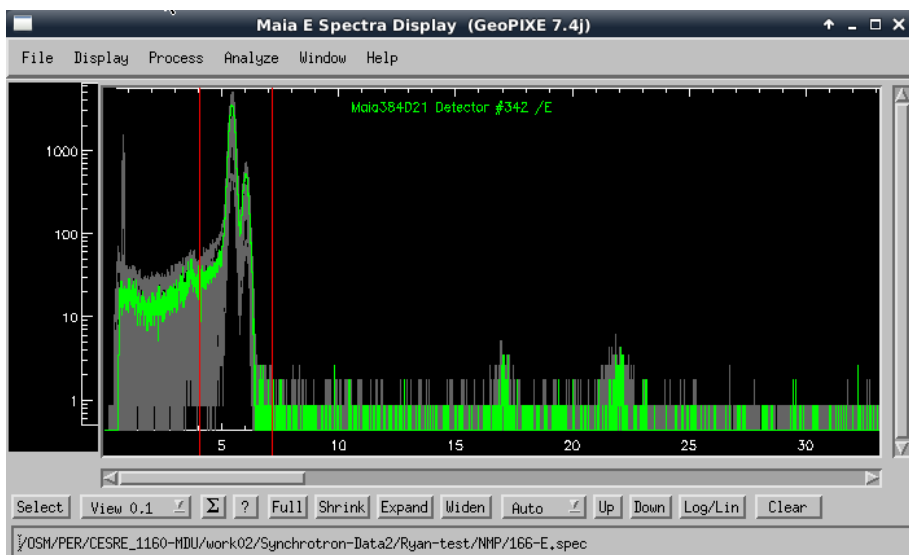 Maia E Spectra Display (GeoPIXE 7.4j)
File Display Process Analyze Window Help
Maia384D21 Detector #342 /E
1000
100
10
1
5 10 15 20 25 30
Select View 0.1 Σ ? Full Shrink Expand Widen Auto Up Down Log/Lin Clear
/OSM/PER/CESRE_1160-MDU/work02/Synchrotron-Data2/Ryan-test/NMP/166-E.spec